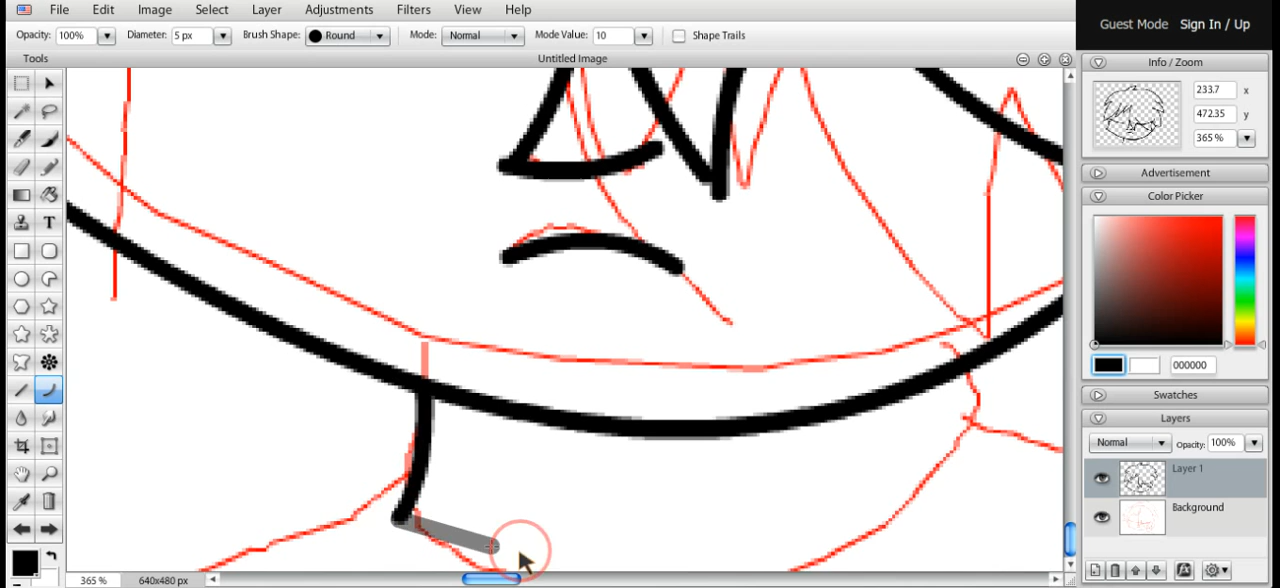 File Edit Image Select Layer Adjustments Filters View Help
Guest Mode Sign In / Up
Opacity: 100% Diameter: 5 px Brush Shape: Round Mode: Normal Mode Value: 10 Shape Trails
Tools
Untitled Image
Info / Zoom
233.7 x
472.35 y
365 %
Advertisement
Color Picker
000000
Swatches
Layers
Normal Opacity: 100%
Layer 1
Background
T
365 % 640x480 px